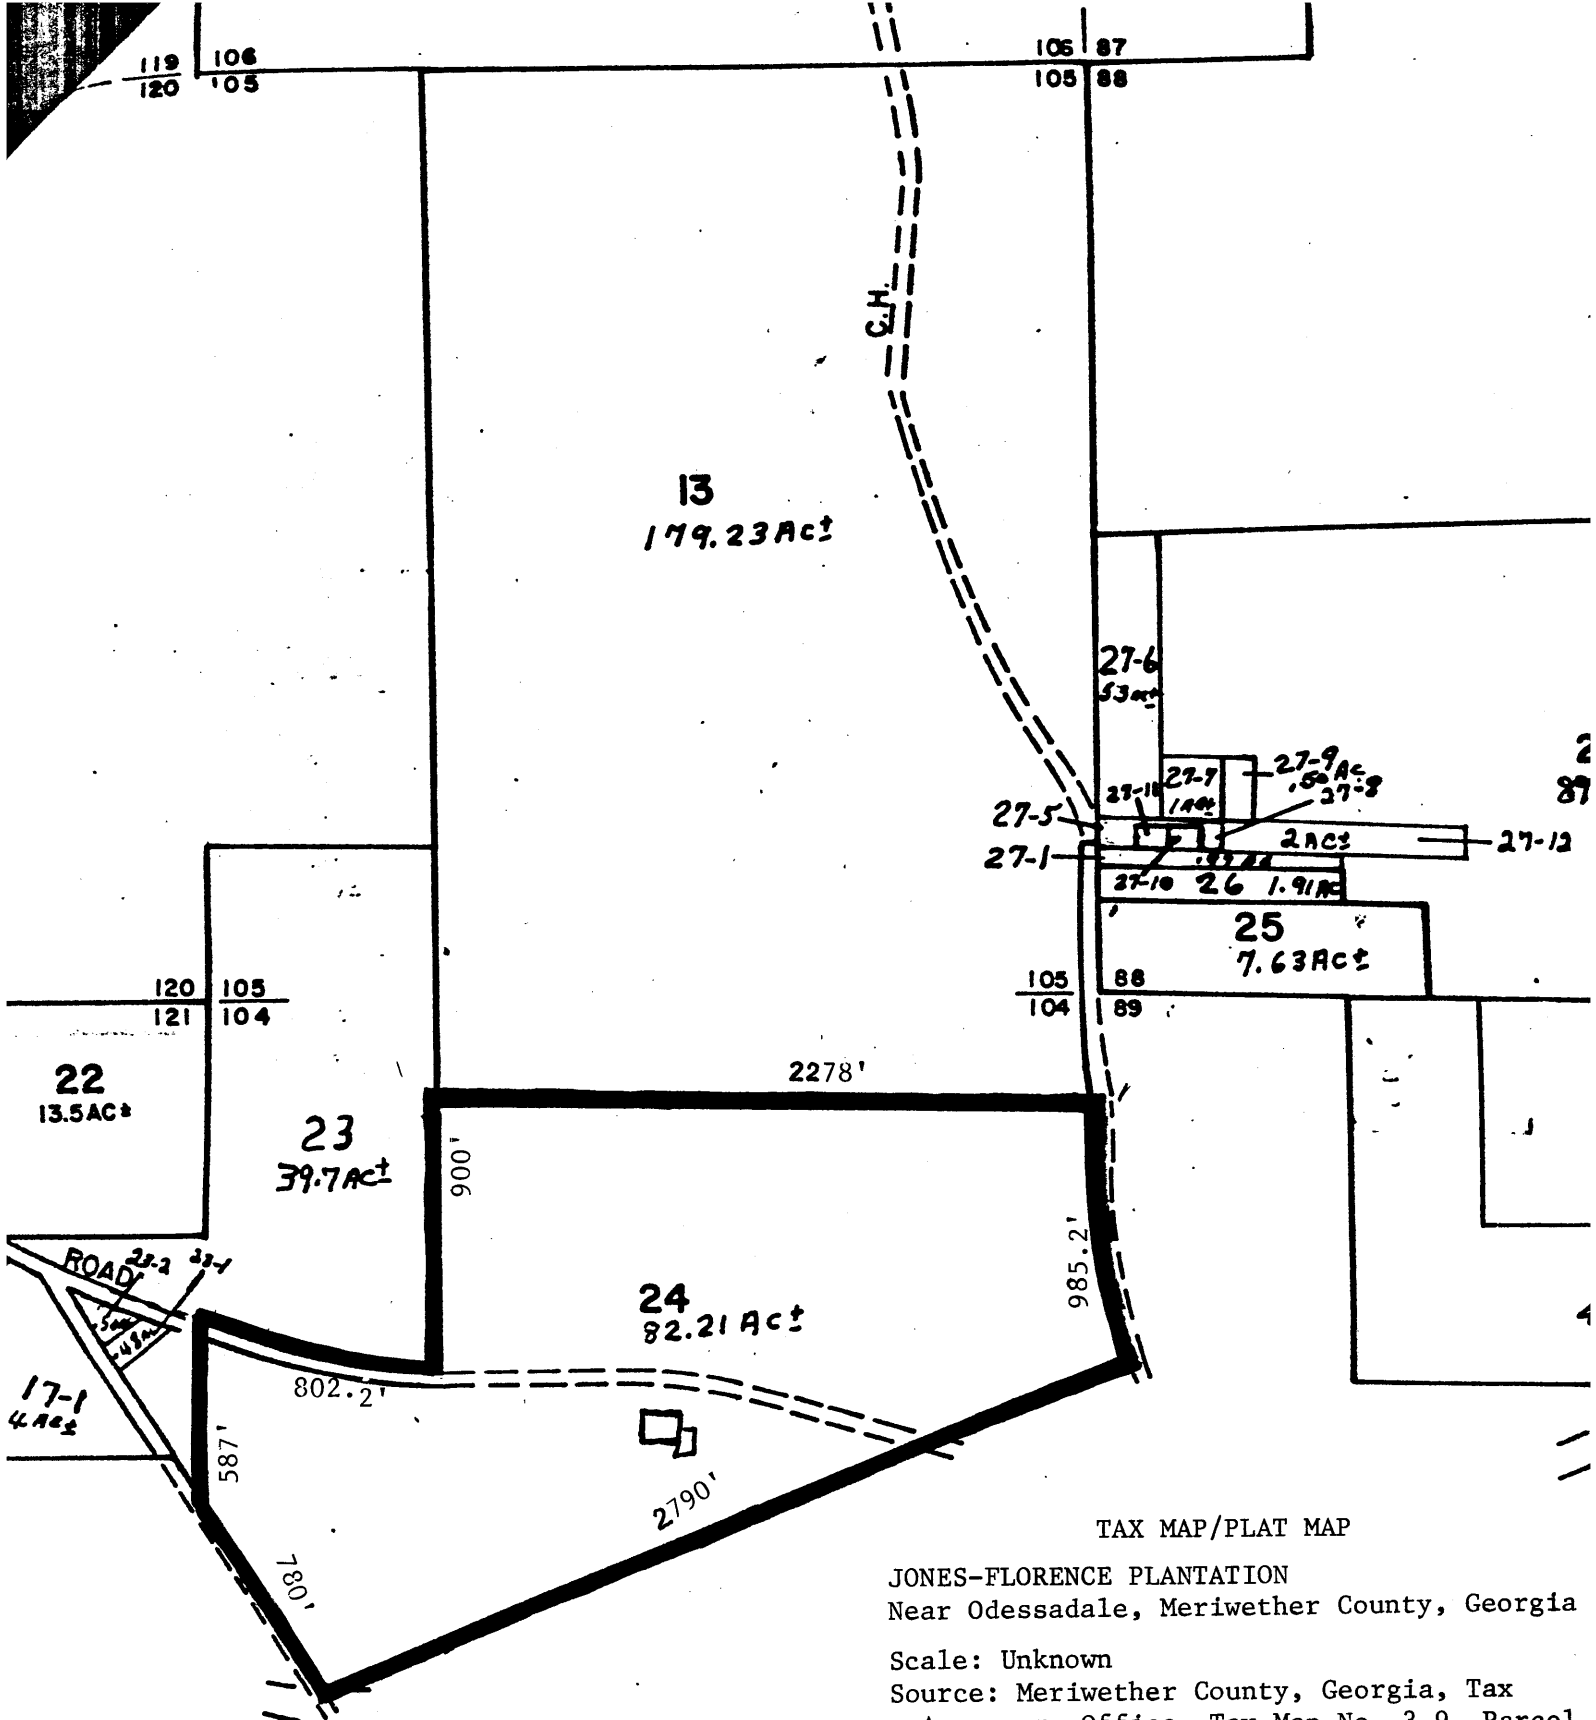 119 106
120 105
106 87
105 88
C.H.
13
179.23 Ac±
27-6
27-9
.50 Ac
27-7
1 Ac±
27-8
27-11
27-5
2 AC±
27-12
27-1
27-10 26 1.91 AC
25
7.63 AC±
120 105
121 104
105 88
104 89
22
13.5 AC±
2278'
23
39.7 AC±
900'
985.2'
ROAD
23-2 23-1
24
82.21 Ac±
802.2'
17-1
4 Ac±
587'
2790'
780'
TAX MAP/PLAT MAP
JONES-FLORENCE PLANTATION
Near Odessadale, Meriwether County, Georgia
Scale: Unknown
Source: Meriwether County, Georgia, Tax